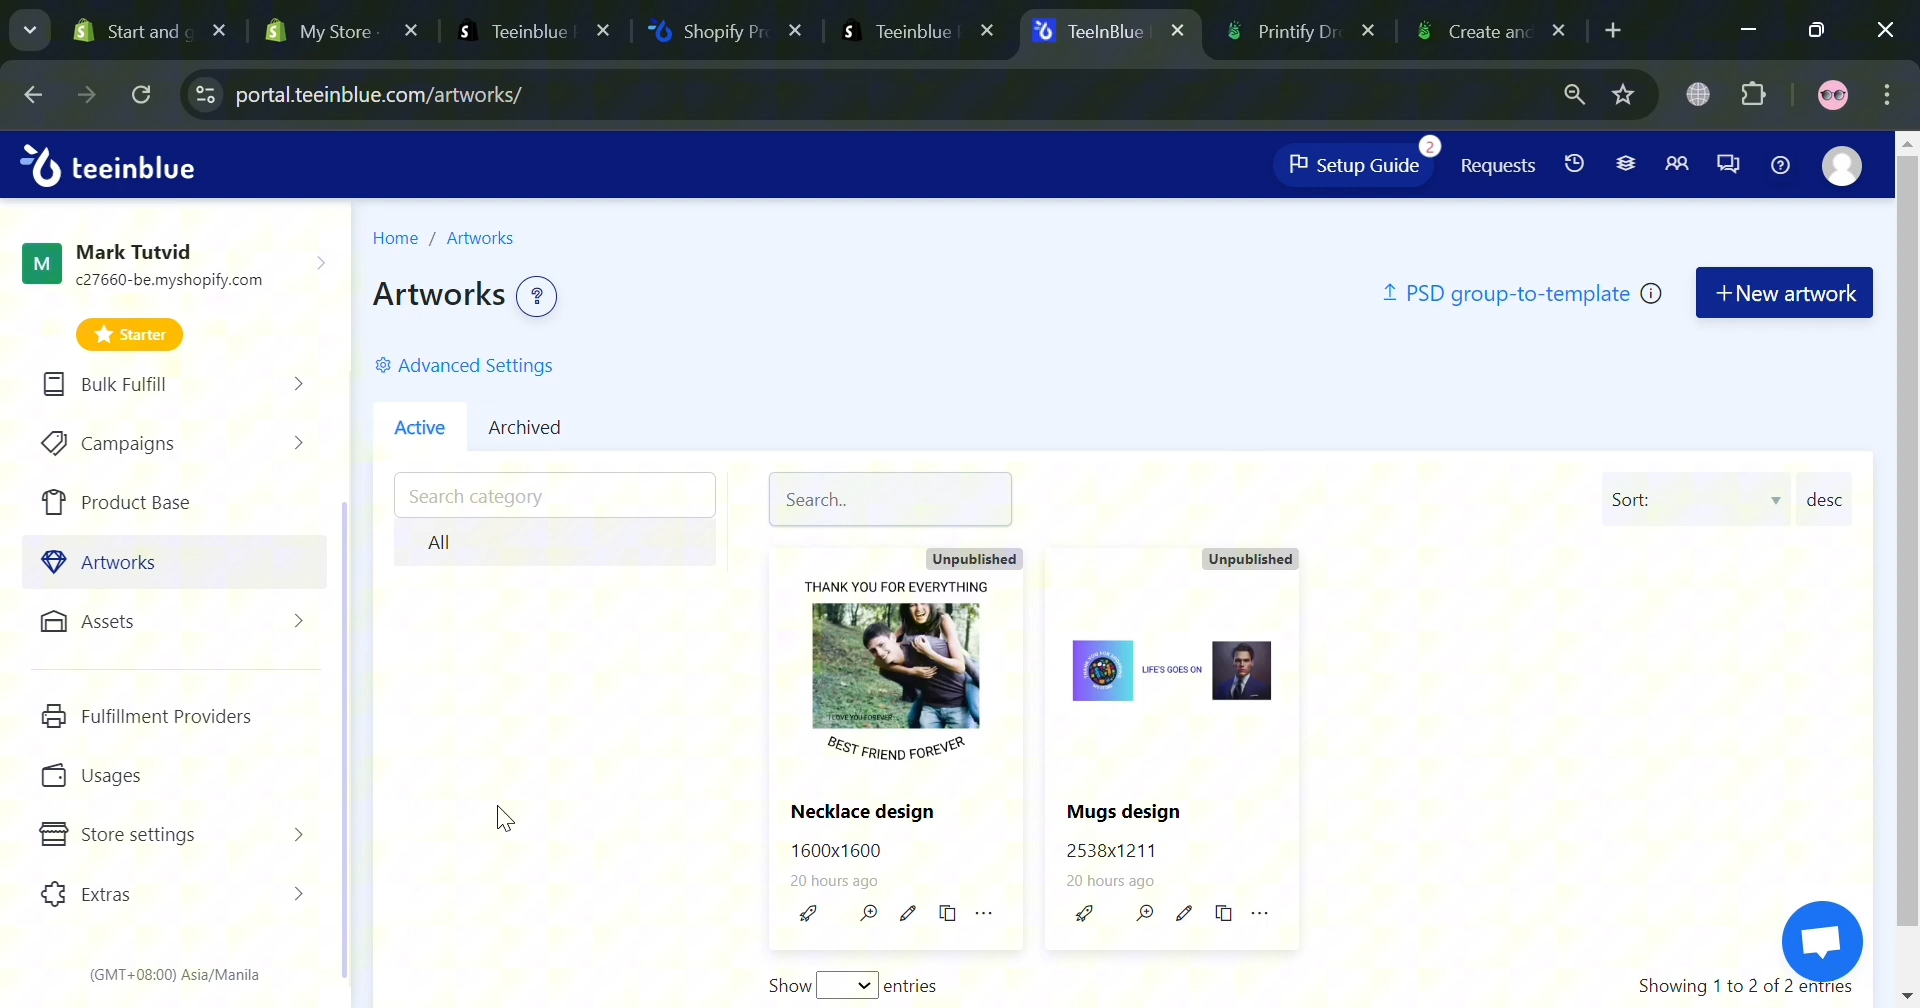 Start and
My Store -
Teeinblue
Shopify Pr
Teeinblue
TeeInBlue
Printify Dr
Create and
portal.teeinblue.com/artworks/
teeinblue
Setup Guide
2
Requests
M
Mark Tutvid
c27660-be.myshopify.com
Starter
Bulk Fulfill
Campaigns
Product Base
Artworks
Assets
Fulfillment Providers
Usages
Store settings
Extras
(GMT+08:00) Asia/Manila
Home / Artworks
Artworks ?
PSD group-to-template
+New artwork
Advanced Settings
Active
Archived
Search category
All
Search..
Sort:
desc
Unpublished
THANK YOU FOR EVERYTHING
I LOVE YOU FOREVER
BEST FRIEND FOREVER
Necklace design
1600x1600
20 hours ago
Unpublished
LIFE'S GOES ON
Mugs design
2538x1211
20 hours ago
Show
entries
Showing 1 to 2 of 2 entries